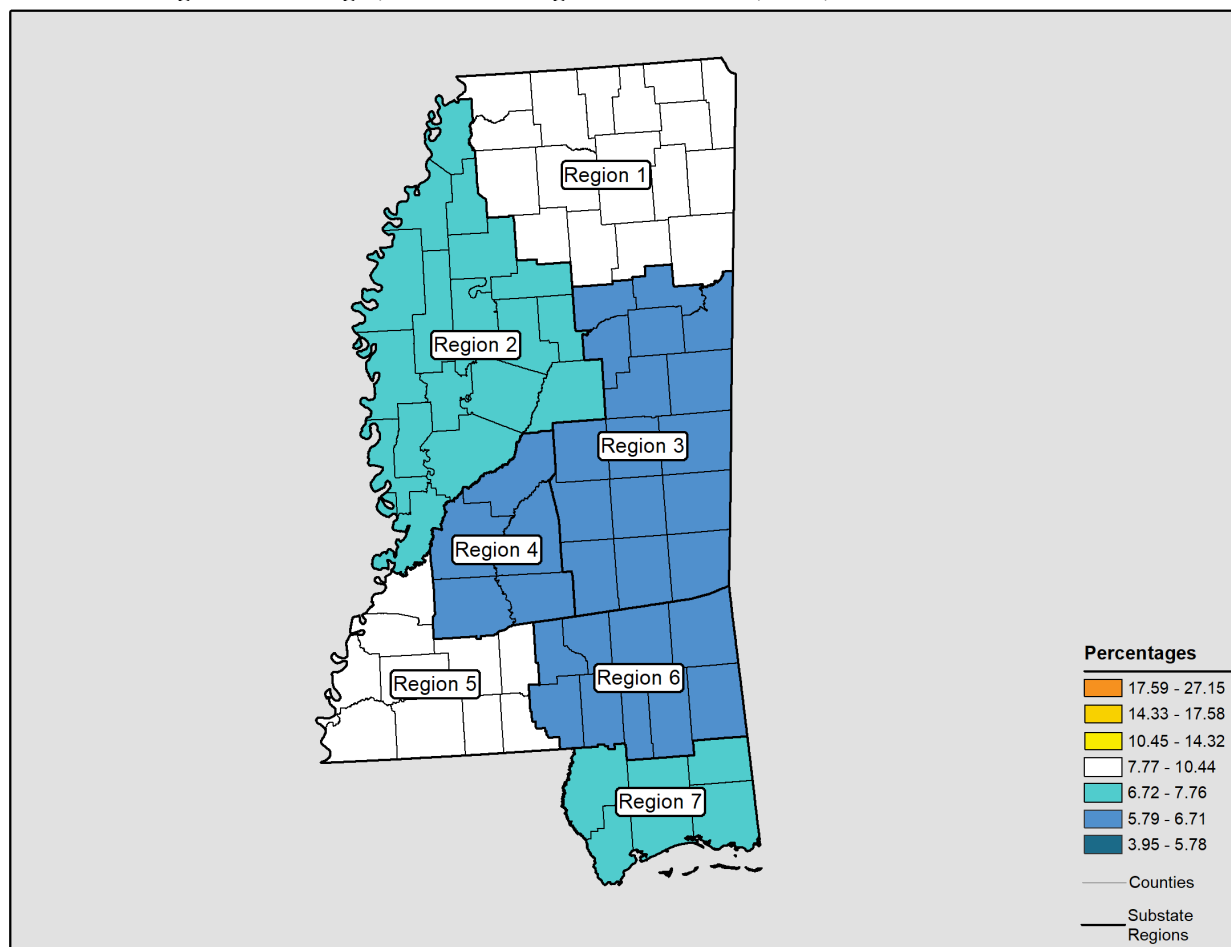 Region 1
Region 2
Region 3
Region 4
Region 5
Region 6
Region 7
Percentages
17.59 - 27.15
14.33 - 17.58
10.45 - 14.32
7.77 - 10.44
6.72 - 7.76
5.79 - 6.71
3.95 - 5.78
Counties
Substate
Regions